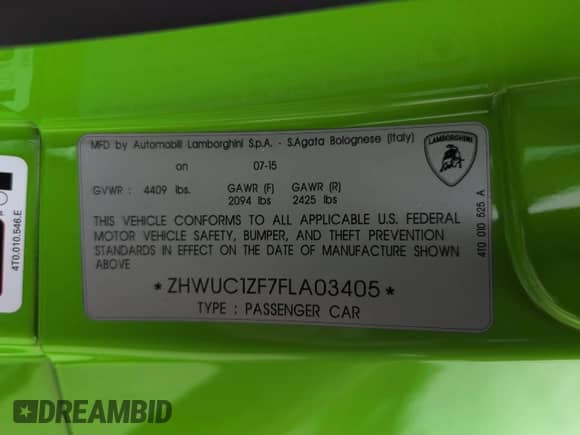 MFD by Automobili Lamborghini S.p.A. - S.Agata Bolognese (Italy)
on 07-15
GVWR : 4409 lbs. GAWR (F) GAWR (R)
2094 lbs 2425 lbs
THIS VEHICLE CONFORMS TO ALL APPLICABLE U.S. FEDERAL
MOTOR VEHICLE SAFETY, BUMPER, AND THEFT PREVENTION
STANDARDS IN EFFECT ON THE DATE OF MANUFACTURE SHOWN
ABOVE
* ZHWUC1ZF7FLA03405 *
TYPE : PASSENGER CAR
LAMBORGHINI
4T0 010 525 A
4T0.010.546.E
DREAMBID